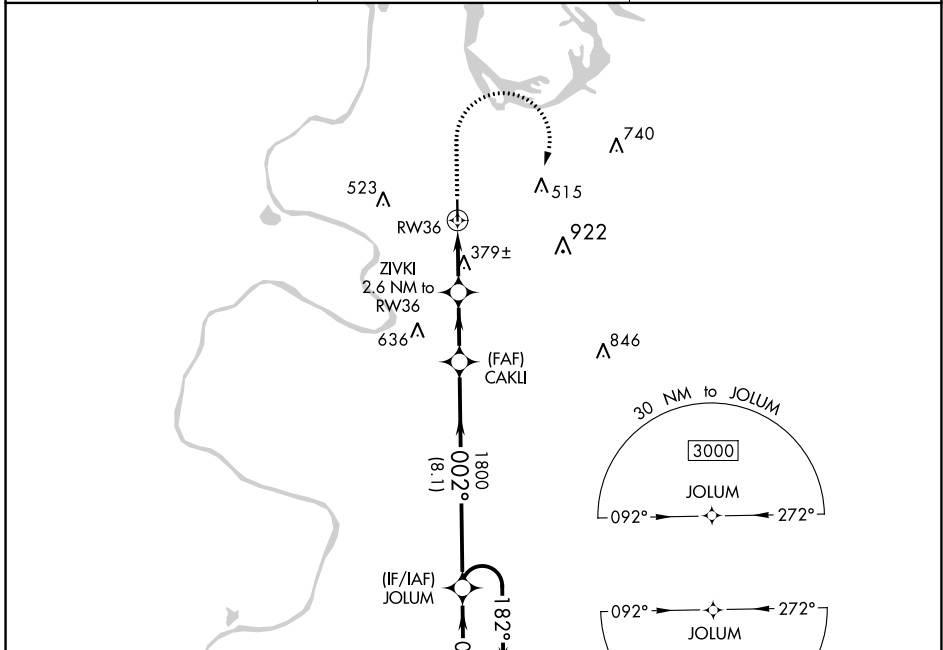 740
523
515
RW36
922
379±
ZIVKI
2.6 NM to
RW36
636
846
(FAF)
CAKLI
30 NM to JOLUM
3000
1800
002°
(8.1)
JOLUM
092°
272°
(IF/IAF)
JOLUM
182°
092°
272°
JOLUM